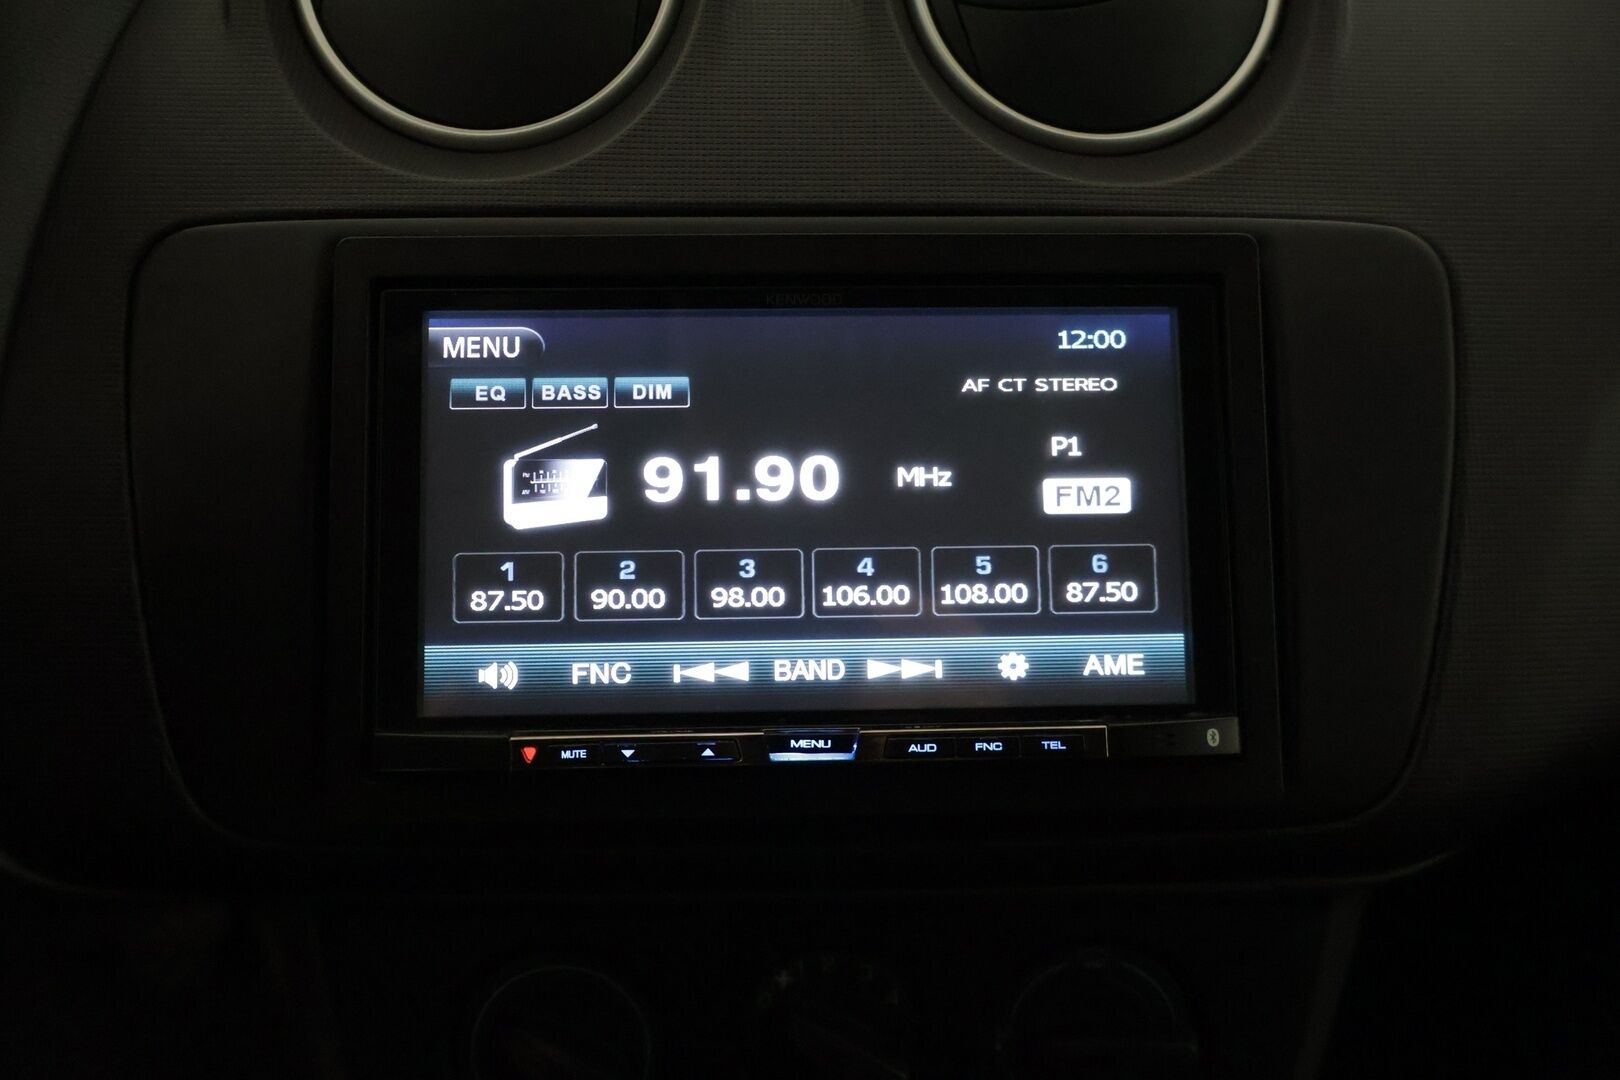 KENWOOD
MENU
12:00
EQ BASS DIM
AF CT STEREO
P1
91.90 MHz
FM2
1 2 3 4 5 6
87.50 90.00 98.00 106.00 108.00 87.50
FNC BAND AME
MUTE MENU AUD FNC TEL